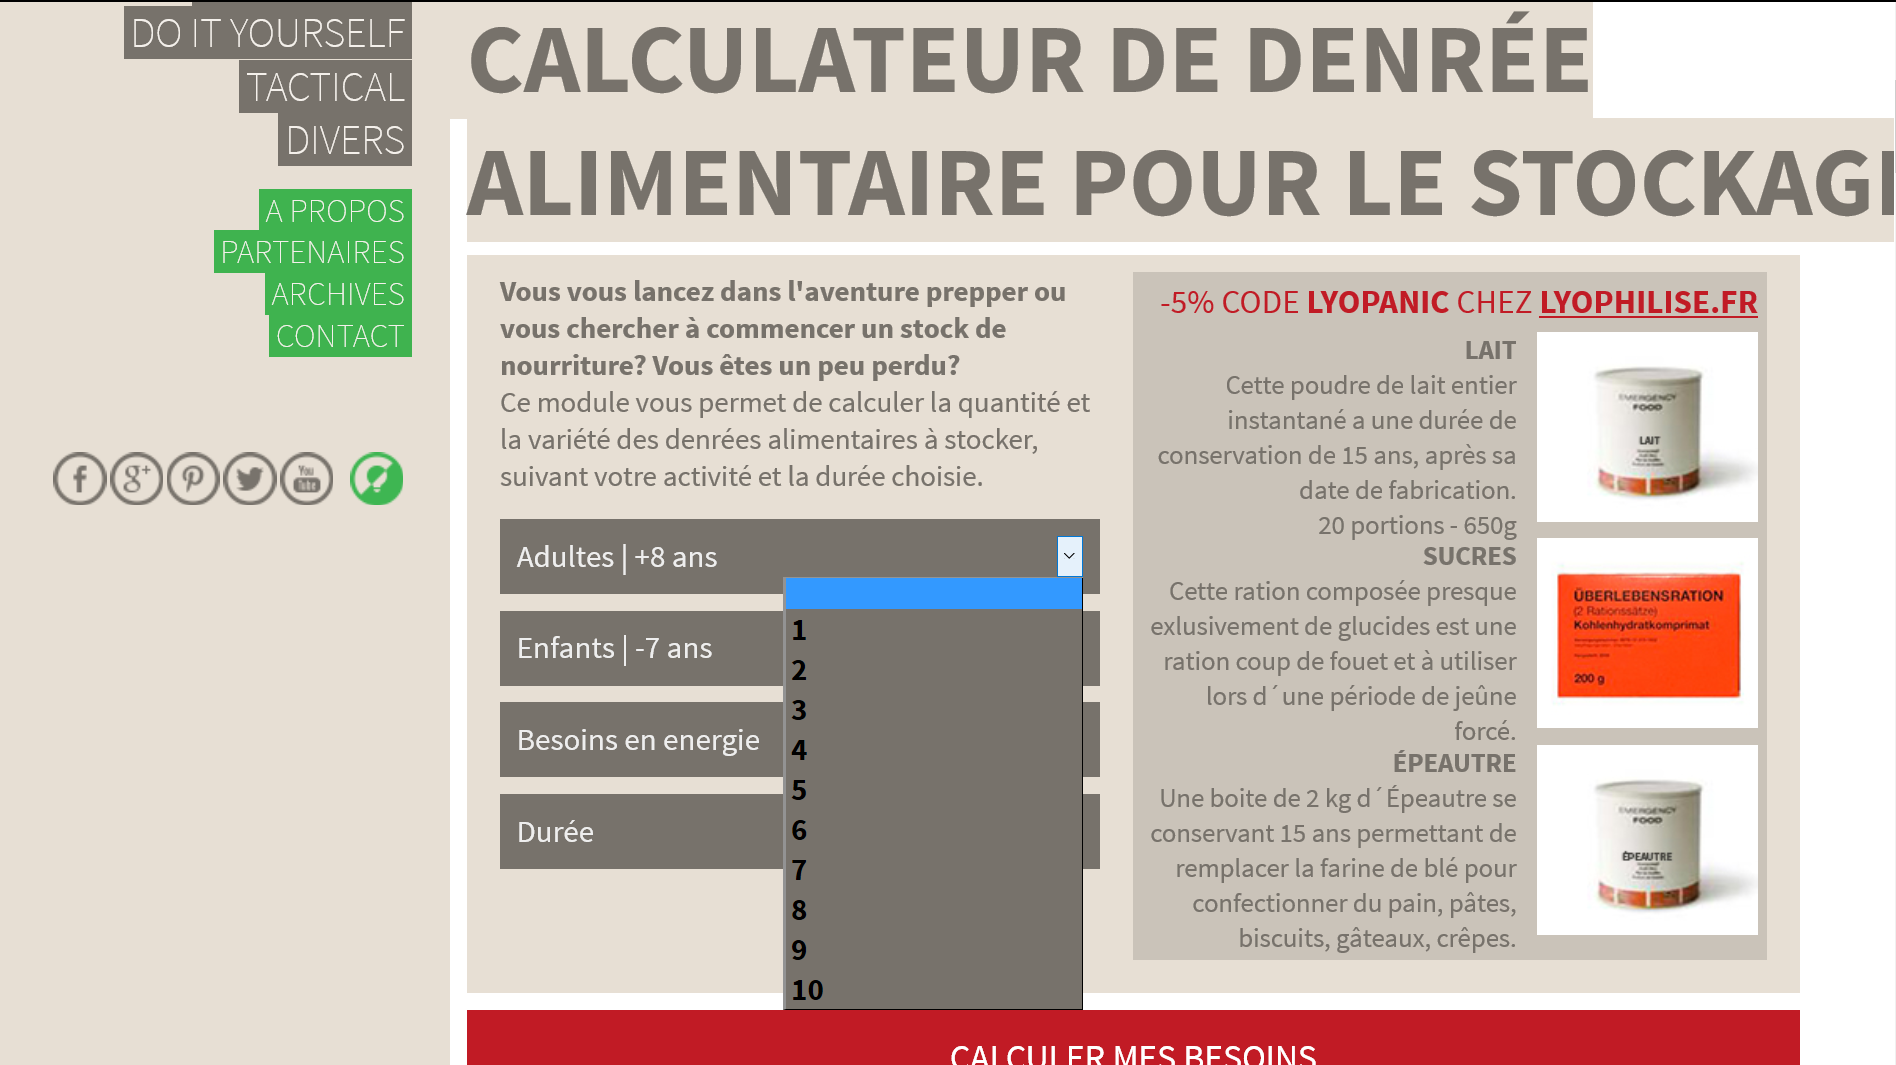 DO IT YOURSELF
TACTICAL
DIVERS
A PROPOS
PARTENAIRES
ARCHIVES
CONTACT
CALCULATEUR DE DENRÉE
ALIMENTAIRE POUR LE STOCKAGE
Vous vous lancez dans l'aventure prepper ou
vous chercher à commencer un stock de
nourriture? Vous êtes un peu perdu?
Ce module vous permet de calculer la quantité et
la variété des denrées alimentaires à stocker,
suivant votre activité et la durée choisie.
Adultes | +8 ans
1
2
3
4
5
6
7
8
9
10
Enfants | -7 ans
Besoins en energie
Durée
-5% CODE LYOPANIC CHEZ LYOPHILISE.FR
LAIT
Cette poudre de lait entier
instantané a une durée de
conservation de 15 ans, après sa
date de fabrication.
20 portions - 650g
EMERGENCY
FOOD
LAIT
SUCRES
Cette ration composée presque
exlusivement de glucides est une
ration coup de fouet et à utiliser
lors d´une période de jeûne
forcé.
ÜBERLEBENSRATION
(2 Rationssätze)
Kohlenhydratkomprimat
200 g
ÉPEAUTRE
Une boite de 2 kg d´Épeautre se
conservant 15 ans permettant de
remplacer la farine de blé pour
confectionner du pain, pâtes,
biscuits, gâteaux, crêpes.
EMERGENCY
FOOD
ÉPEAUTRE
CALCULER MES BESOINS